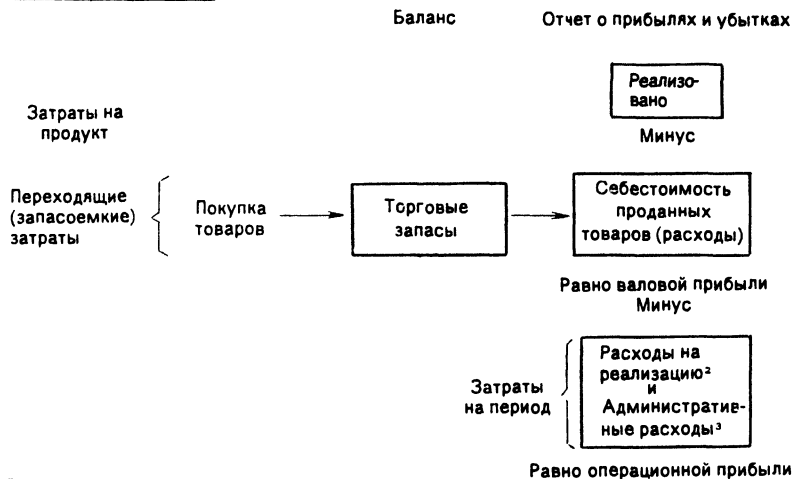 Баланс
Отчет о прибылях и убытках
Реализо-
вано
Затраты на
продукт
Минус
Переходящие
(запасоемкие)
затраты
Покупка
товаров
Торговые
запасы
Себестоимость
проданных
товаров (расходы)
Равно валовой прибыли
Минус
Затраты
на период
Расходы на
реализацию²
и
Административ-
ные расходы³
Равно операционной прибыли